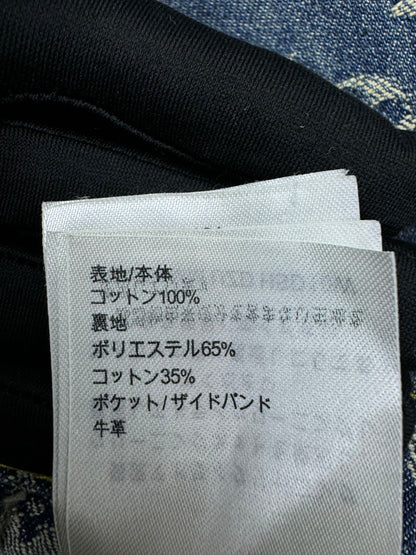 表地/本体
コットン100%
裏地
ポリエステル65%
コットン35%
ポケット/ザイドバンド
牛革